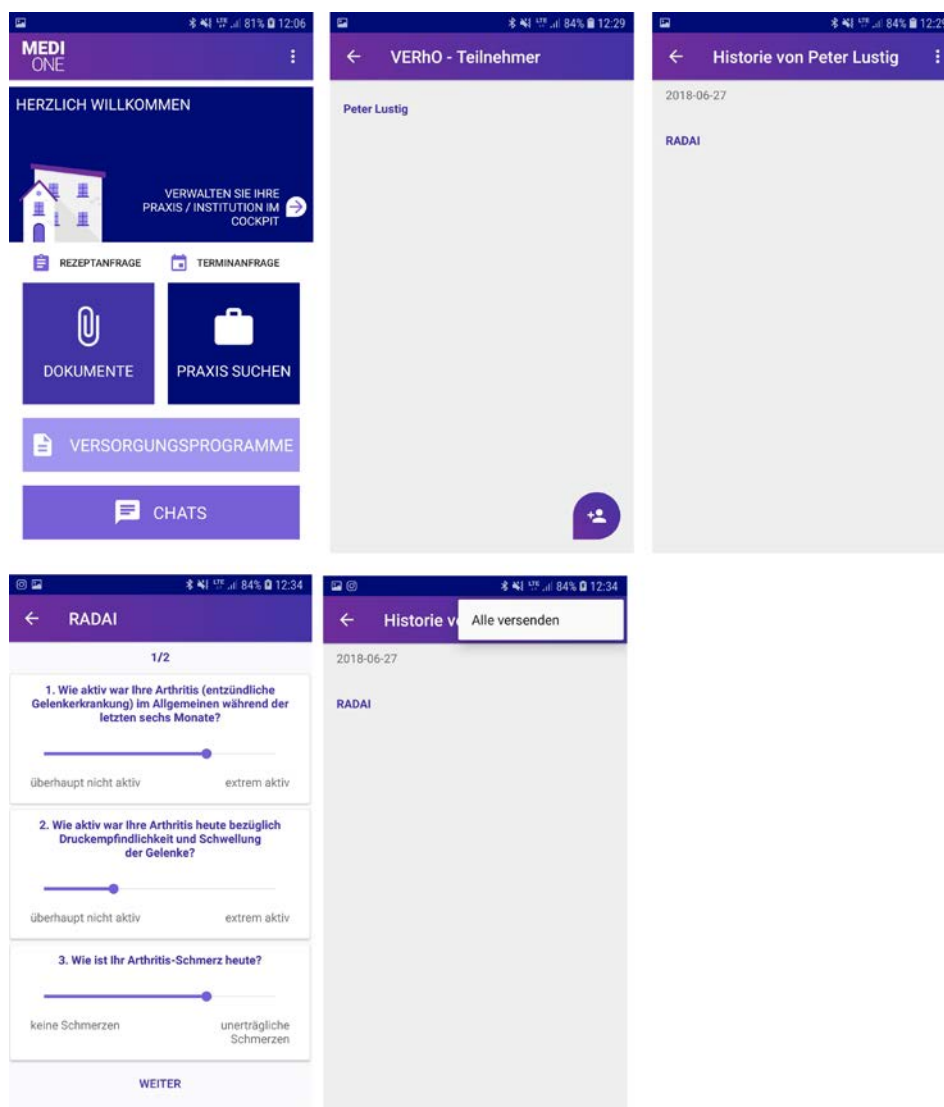 81% 12:06
MEDI
ONE
HERZLICH WILLKOMMEN
VERWALTEN SIE IHRE
PRAXIS / INSTITUTION IM
COCKPIT
REZEPTANFRAGE
TERMINANFRAGE
DOKUMENTE
PRAXIS SUCHEN
VERSORGUNGSPROGRAMME
CHATS
LTE 84% 12:29
VERhO - Teilnehmer
Peter Lustig
LTE 84% 12:29
Historie von Peter Lustig
2018-06-27
RADAI
LTE 84% 12:34
RADAI
1/2
1. Wie aktiv war Ihre Arthritis (entzündliche
Gelenkerkrankung) im Allgemeinen während der
letzten sechs Monate?
überhaupt nicht aktiv
extrem aktiv
2. Wie aktiv war Ihre Arthritis heute bezüglich
Druckempfindlichkeit und Schwellung
der Gelenke?
überhaupt nicht aktiv
extrem aktiv
3. Wie ist Ihr Arthritis-Schmerz heute?
keine Schmerzen
unerträgliche
Schmerzen
WEITER
LTE 84% 12:34
Historie v
Alle versenden
2018-06-27
RADAI